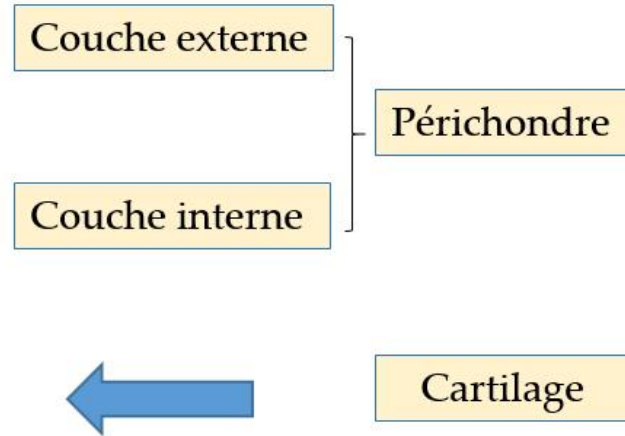 Couche externe
Périchondre
Couche interne
Cartilage